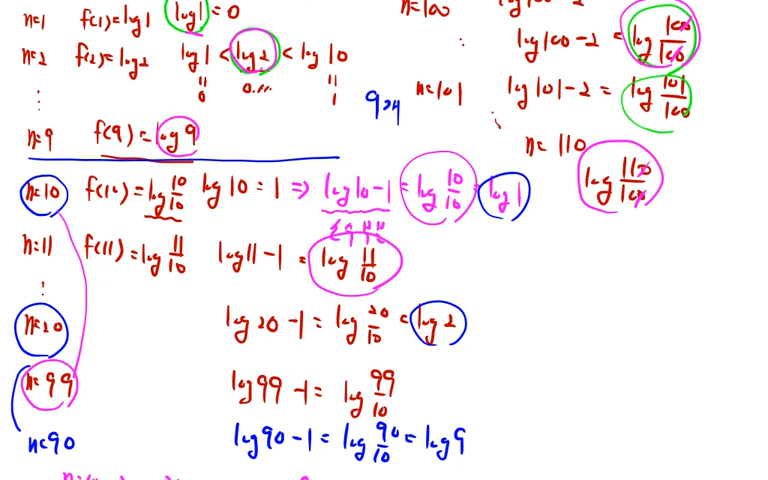 n=1 f(1)=log1 log1 = 0
n=2 f(2)=log2 log1 < log2 < log10
0 0.... 1
n=9 f(9) = log9
n=10 f(10) = log 10/10 log10 = 1 ⇒ log10-1 = log 10/10 = log1
n=11 f(11) = log 11/10 log11-1 = log 11/10
n=20 log20-1 = log 20/10 = log2
n=99 log99-1 = log 99/10
n=90 log90-1 = log 90/10 = log9
n=100
log100-2 = log 100/100
n=101 log101-2 = log 101/100
n=110
log 110/100